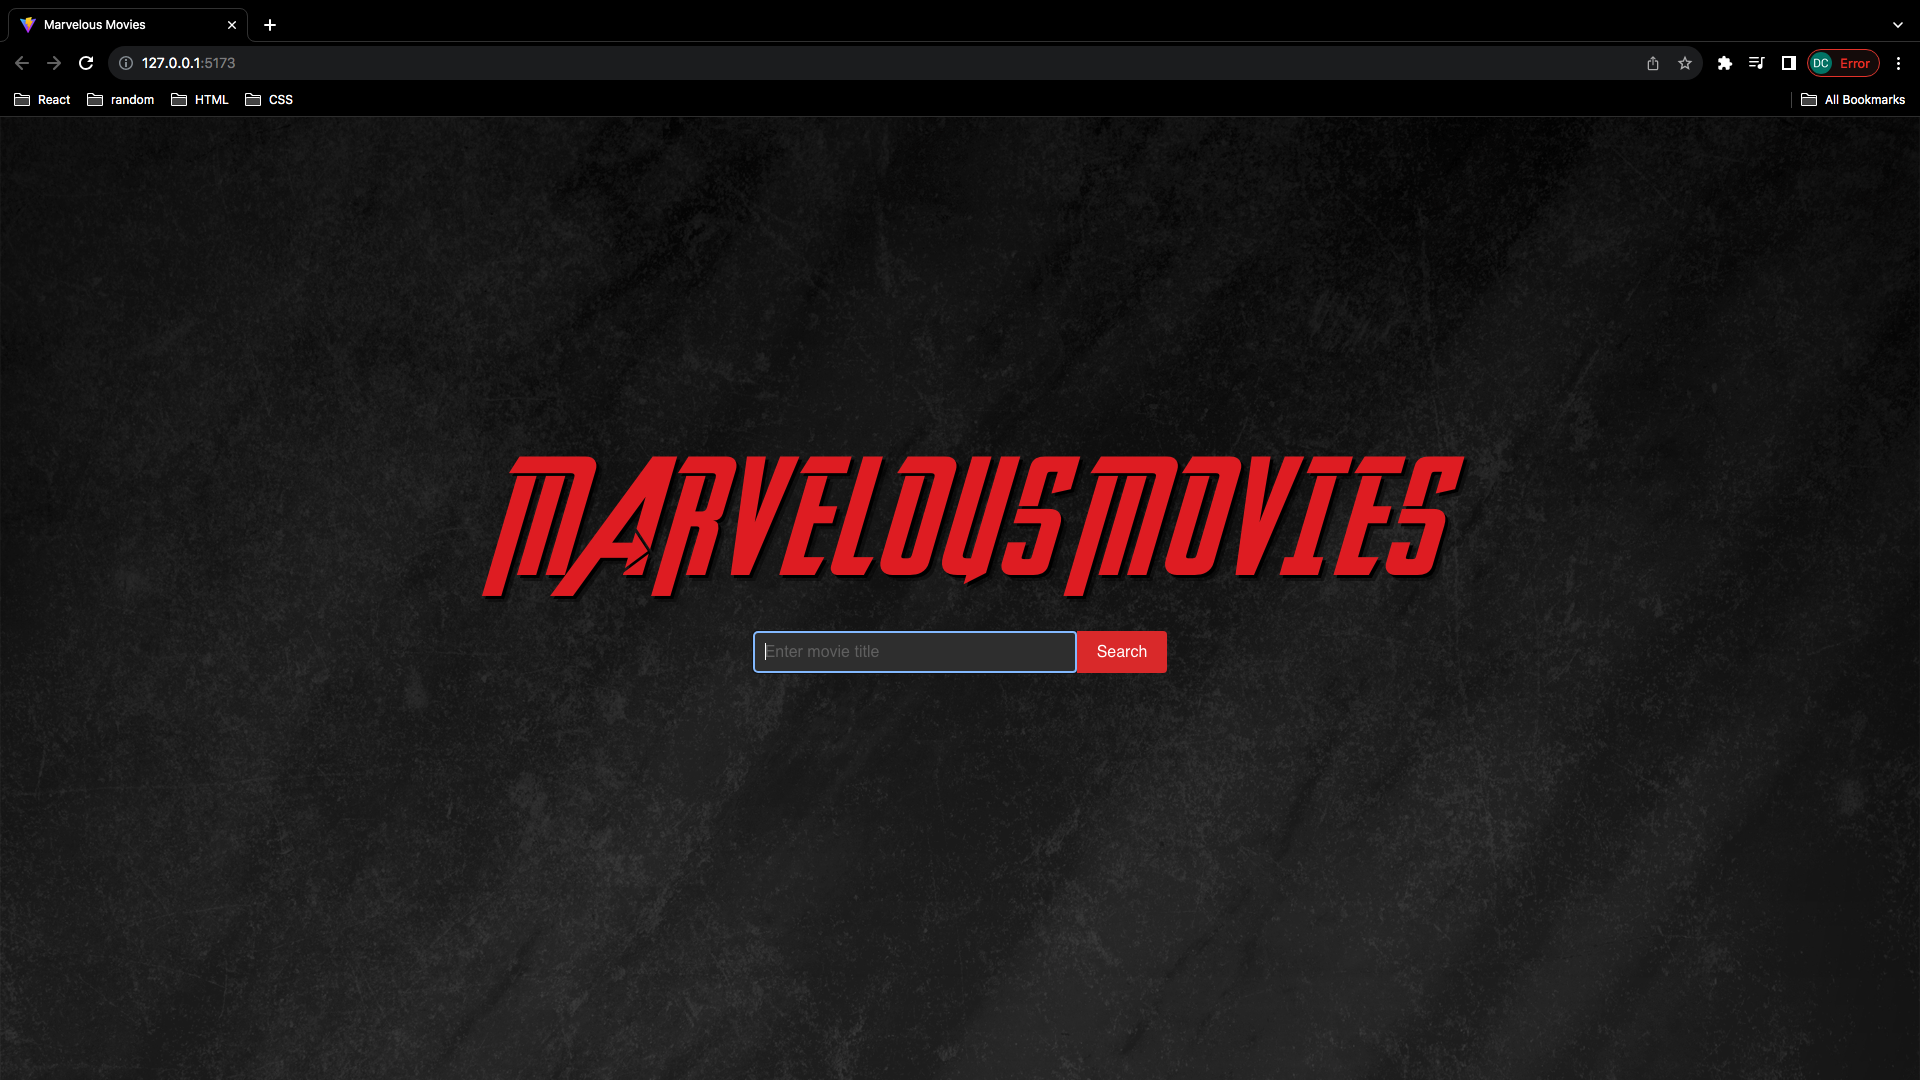 Marvelous Movies
127.0.0.1:5173
DC Error
React random HTML CSS All Bookmarks
MARVELOUS MOVIES
Enter movie title Search